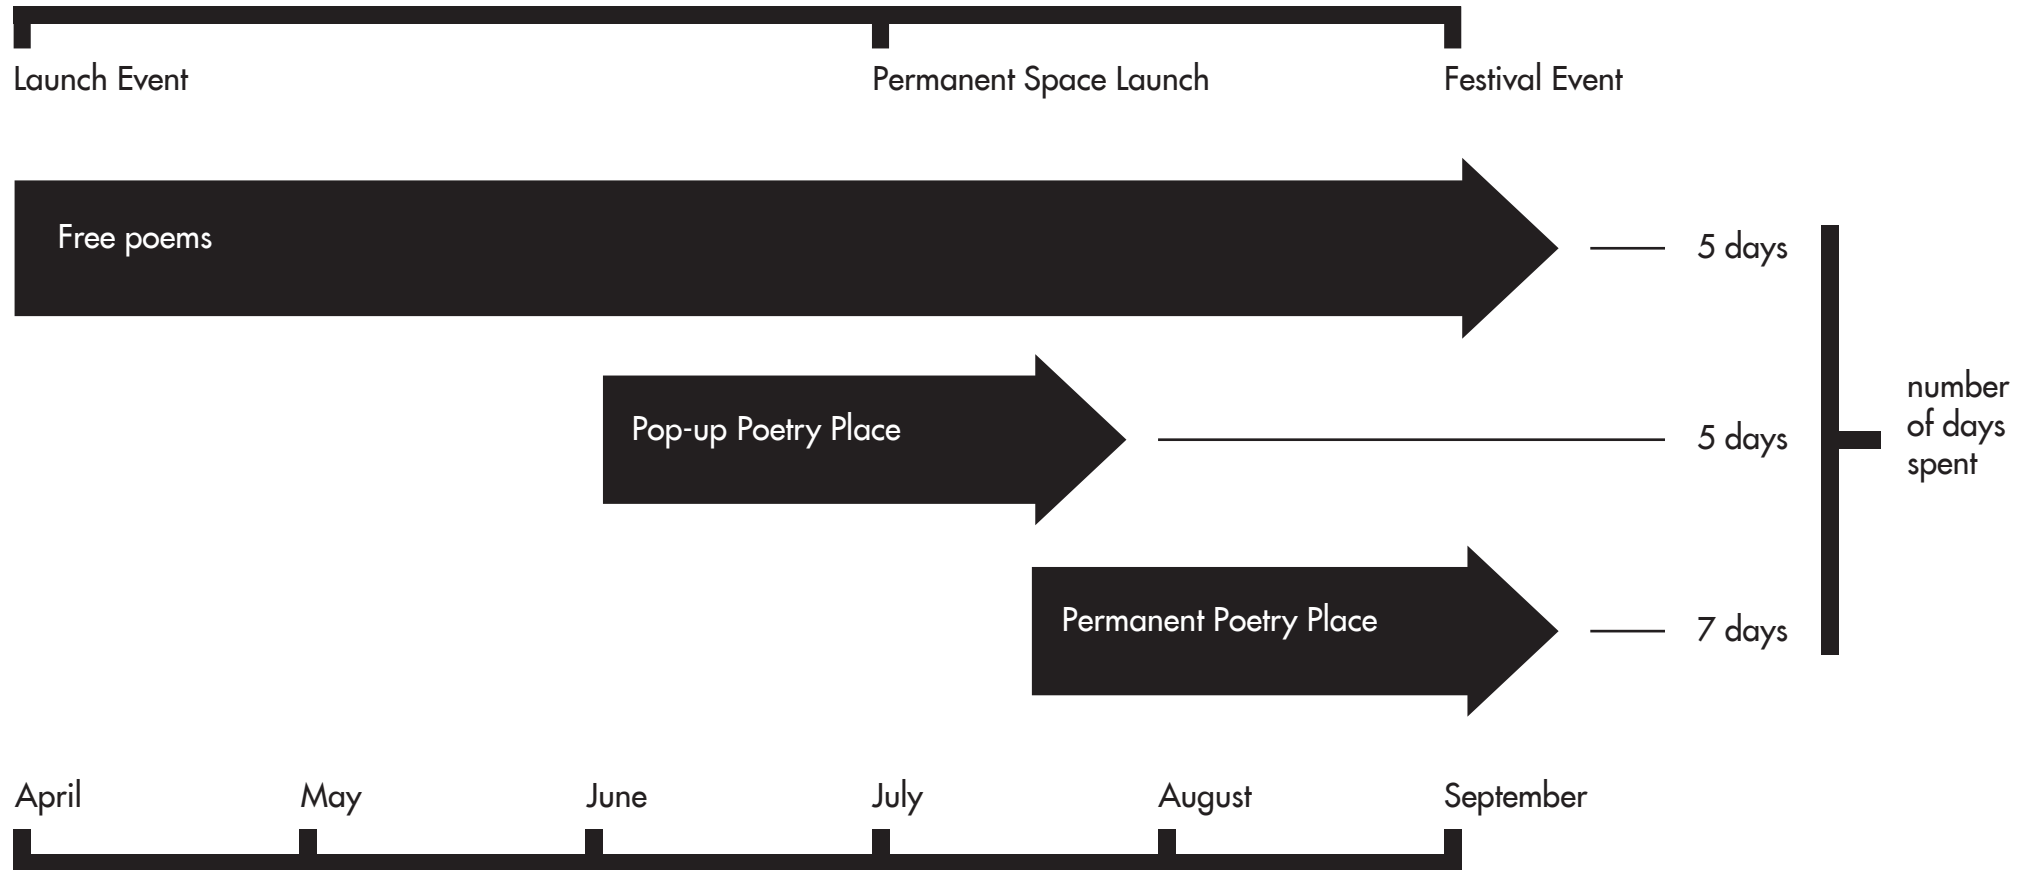 Launch Event
Permanent Space Launch
Festival Event
Free poems
5 days
Pop-up Poetry Place
5 days
number
of days
spent
Permanent Poetry Place
7 days
April
May
June
July
August
September